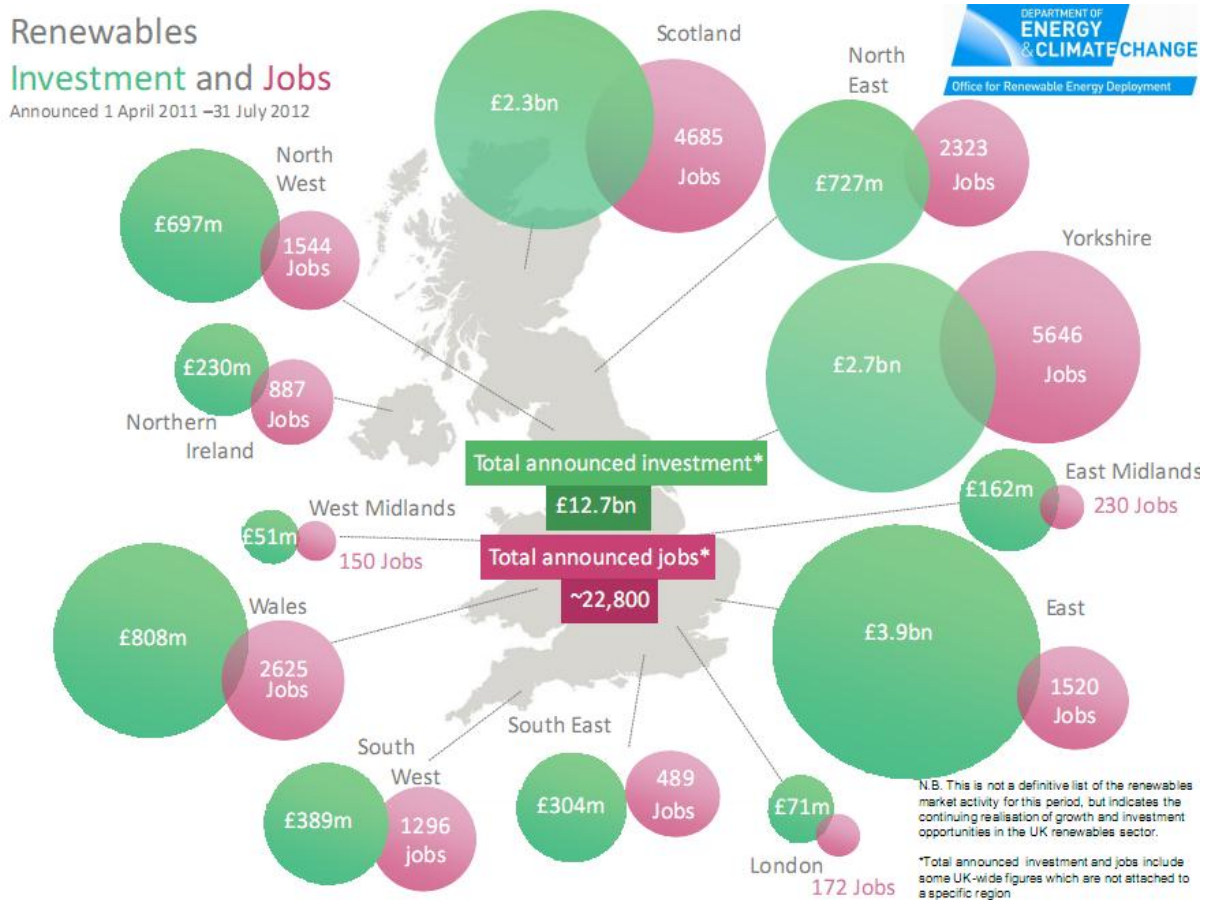 Renewables
Investment and Jobs
Announced 1 April 2011 –31 July 2012
DEPARTMENT OF
ENERGY
& CLIMATE CHANGE
Office for Renewable Energy Deployment
Scotland
£2.3bn
4685
Jobs
North
East
£727m
2323
Jobs
North
West
£697m
1544
Jobs
Yorkshire
£2.7bn
5646
Jobs
£230m
887
Jobs
Northern
Ireland
Total announced investment*
£12.7bn
East Midlands
£162m
230 Jobs
West Midlands
£51m
150 Jobs
Total announced jobs*
~22,800
Wales
£808m
2625
Jobs
East
£3.9bn
1520
Jobs
South
West
£389m
1296
jobs
South East
£304m
489
Jobs
£71m
London
172 Jobs
N.B. This is not a definitive list of the renewables
market activity for this period, but indicates the
continuing realisation of growth and investment
opportunities in the UK renewables sector.
*Total announced investment and jobs include
some UK-wide figures which are not attached to
a specific region